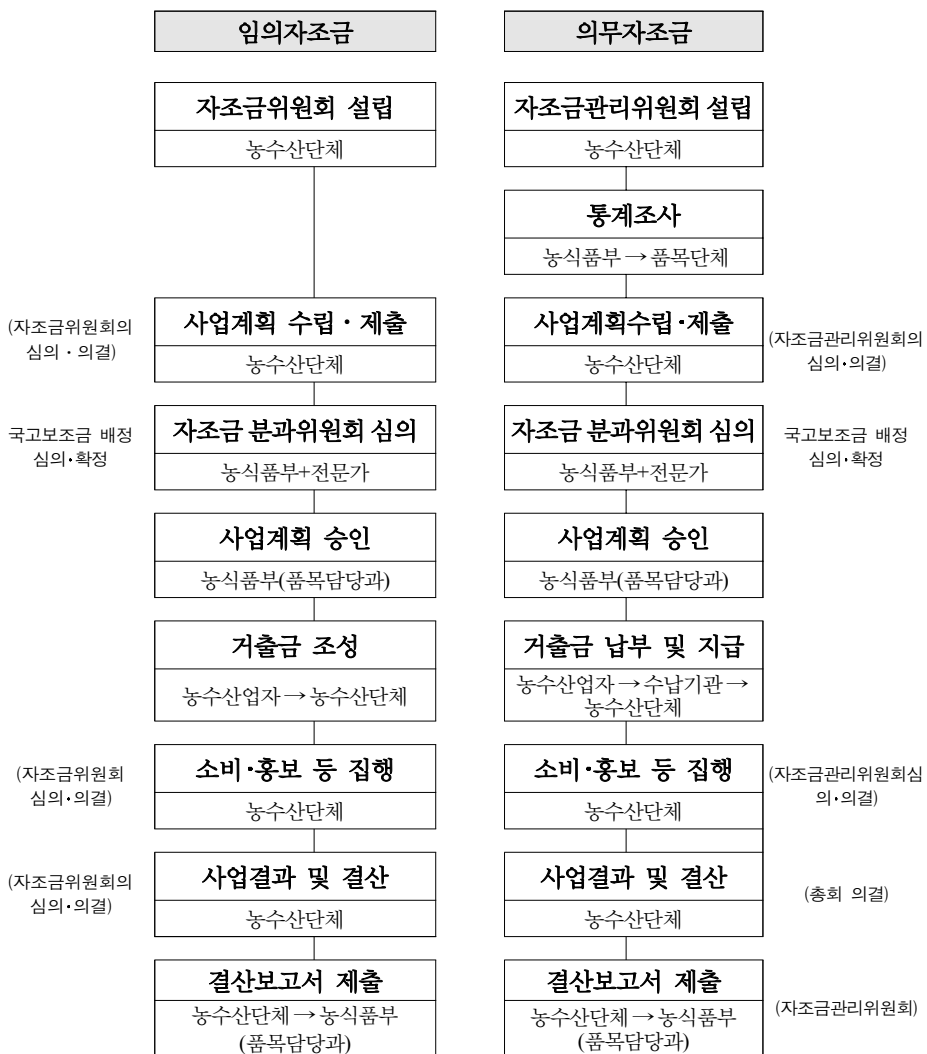 임의자조금
의무자조금
자조금위원회 설립
농수산단체
자조금관리위원회 설립
농수산단체
통계조사
농식품부 → 품목단체
(자조금위원회의
심의 · 의결)
사업계획 수립 · 제출
농수산단체
사업계획수립·제출
농수산단체
(자조금관리위원회의
심의·의결)
국고보조금 배정
심의·확정
자조금 분과위원회 심의
농식품부+전문가
자조금 분과위원회 심의
농식품부+전문가
국고보조금 배정
심의·확정
사업계획 승인
농식품부(품목담당과)
사업계획 승인
농식품부(품목담당과)
거출금 조성
농수산업자 → 농수산단체
거출금 납부 및 지급
농수산업자 → 수납기관 →
농수산단체
(자조금위원회
심의·의결)
소비·홍보 등 집행
농수산단체
소비·홍보 등 집행
농수산단체
(자조금관리위원회심
의·의결)
(자조금위원회의
심의·의결)
사업결과 및 결산
농수산단체
사업결과 및 결산
농수산단체
(총회 의결)
결산보고서 제출
농수산단체 → 농식품부
(품목담당과)
결산보고서 제출
농수산단체 → 농식품부
(품목담당과)
(자조금관리위원회)